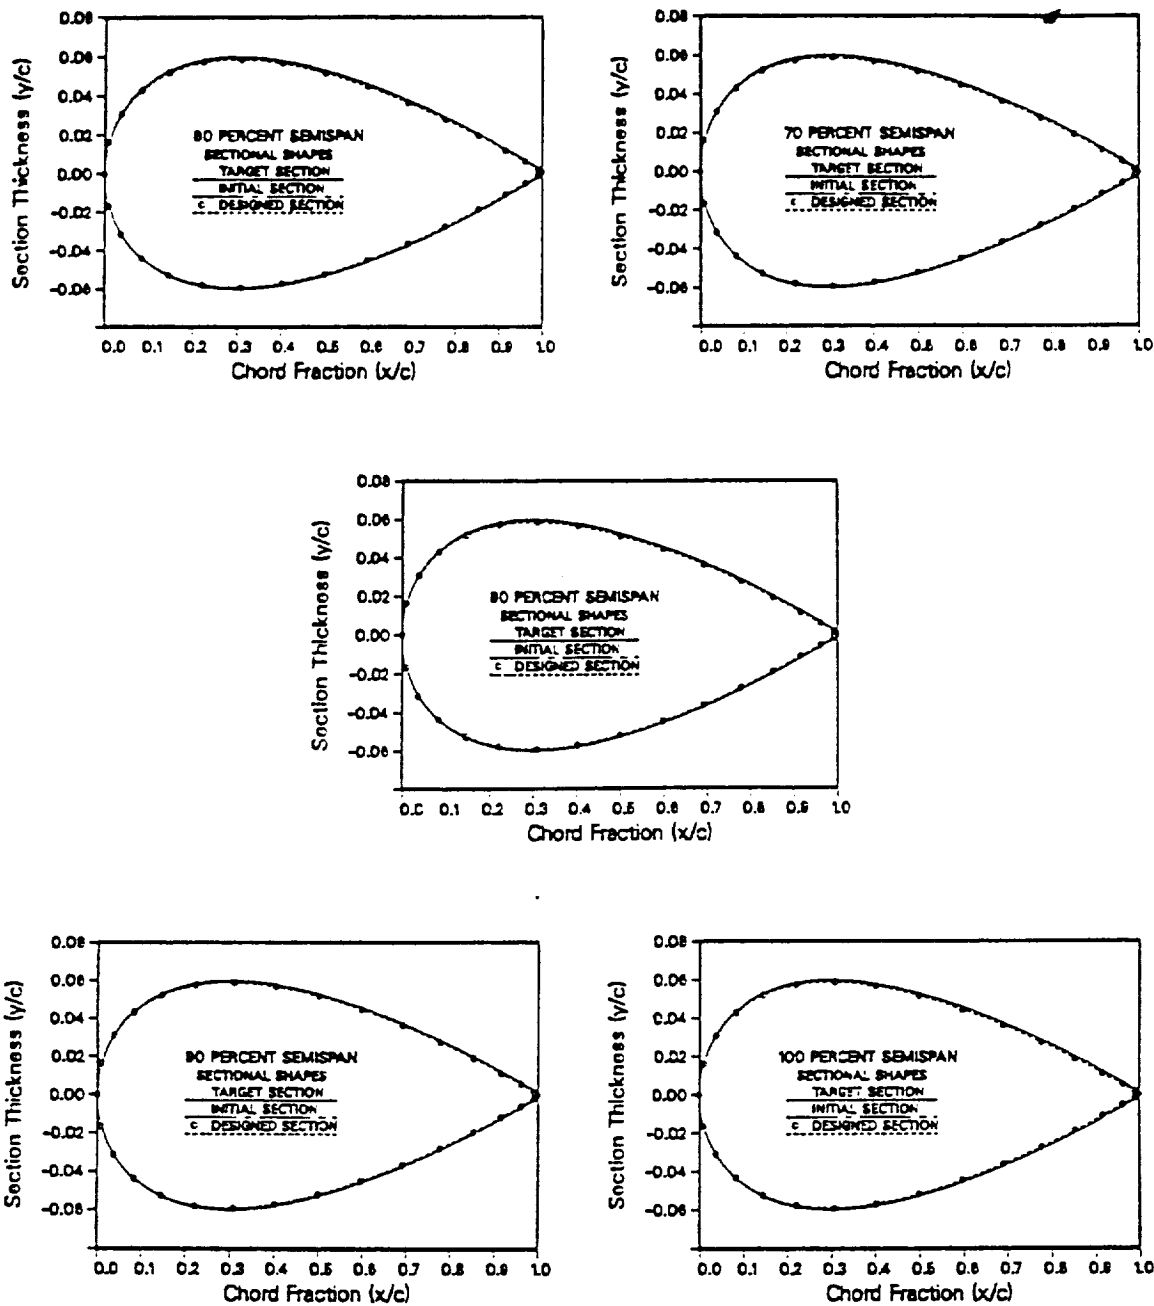 0.08
0.06
0.04
0.02
0.00
-0.02
-0.04
-0.06
Section Thickness (y/c)
60 PERCENT SEMISPAN
SECTIONAL SHAPES
TARGET SECTION
INITIAL SECTION
c DESIGNED SECTION
0.0 0.1 0.2 0.3 0.4 0.5 0.6 0.7 0.8 0.9 1.0
Chord Fraction (x/c)
0.08
0.06
0.04
0.02
0.00
-0.02
-0.04
-0.06
Section Thickness (y/c)
70 PERCENT SEMISPAN
SECTIONAL SHAPES
TARGET SECTION
INITIAL SECTION
c DESIGNED SECTION
0.0 0.1 0.2 0.3 0.4 0.5 0.6 0.7 0.8 0.9 1.0
Chord Fraction (x/c)
0.08
0.06
0.04
0.02
0.00
-0.02
-0.04
-0.06
Section Thickness (y/c)
80 PERCENT SEMISPAN
SECTIONAL SHAPES
TARGET SECTION
INITIAL SECTION
c DESIGNED SECTION
0.0 0.1 0.2 0.3 0.4 0.5 0.6 0.7 0.8 0.9 1.0
Chord Fraction (x/c)
0.08
0.06
0.04
0.02
0.00
-0.02
-0.04
-0.06
Section Thickness (y/c)
90 PERCENT SEMISPAN
SECTIONAL SHAPES
TARGET SECTION
INITIAL SECTION
c DESIGNED SECTION
0.0 0.1 0.2 0.3 0.4 0.5 0.6 0.7 0.8 0.9 1.0
Chord Fraction (x/c)
0.08
0.06
0.04
0.02
0.00
-0.02
-0.04
-0.06
Section Thickness (y/c)
100 PERCENT SEMISPAN
SECTIONAL SHAPES
TARGET SECTION
INITIAL SECTION
c DESIGNED SECTION
0.0 0.1 0.2 0.3 0.4 0.5 0.6 0.7 0.8 0.9 1.0
Chord Fraction (x/c)